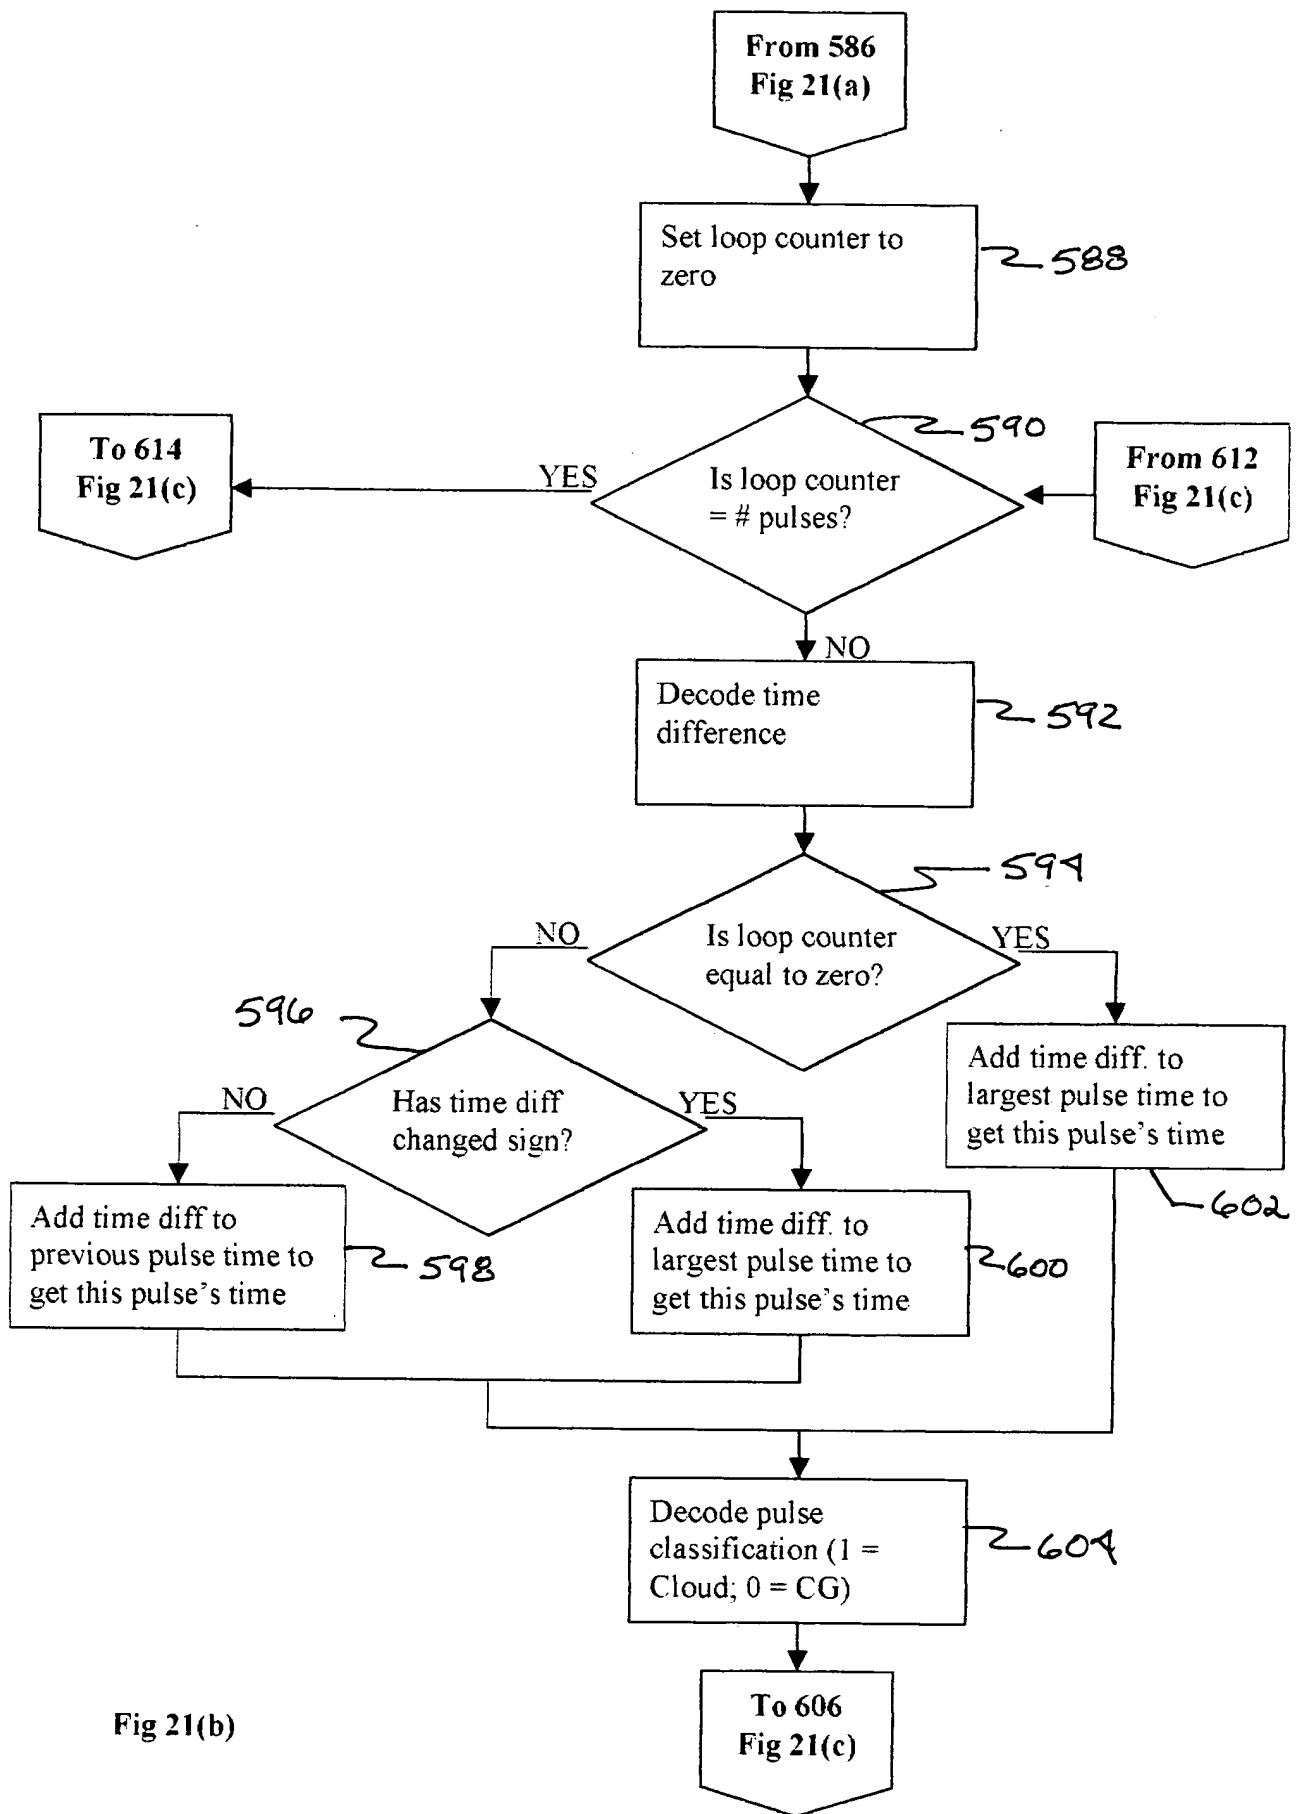 From 586
Fig 21(a)
Set loop counter to
zero
588
590
To 614
Fig 21(c)
YES
Is loop counter
= # pulses?
From 612
Fig 21(c)
NO
Decode time
difference
592
594
NO
Is loop counter
equal to zero?
YES
596
NO
Has time diff
changed sign?
YES
Add time diff. to
largest pulse time to
get this pulse's time
602
Add time diff to
previous pulse time to
get this pulse's time
598
Add time diff. to
largest pulse time to
get this pulse's time
600
Decode pulse
classification (1 =
Cloud; 0 = CG)
604
To 606
Fig 21(c)
Fig 21(b)